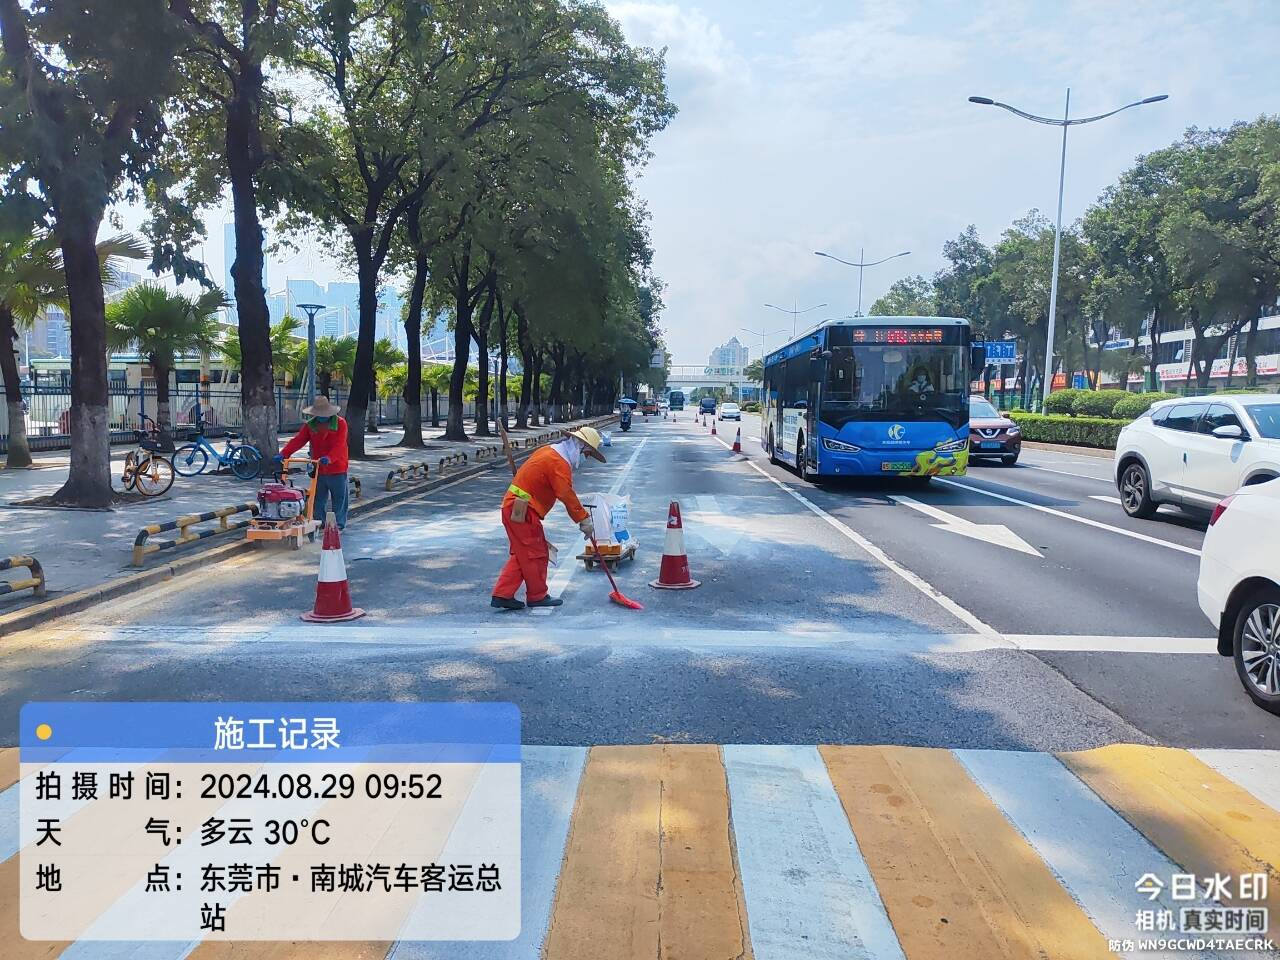 施工记录
拍摄时间：2024.08.29 09:52
天　　气：多云 30°C
地　　点：东莞市·南城汽车客运总
站
今日水印
相机 真实时间
防伪 WN9GCWD4TAECRK